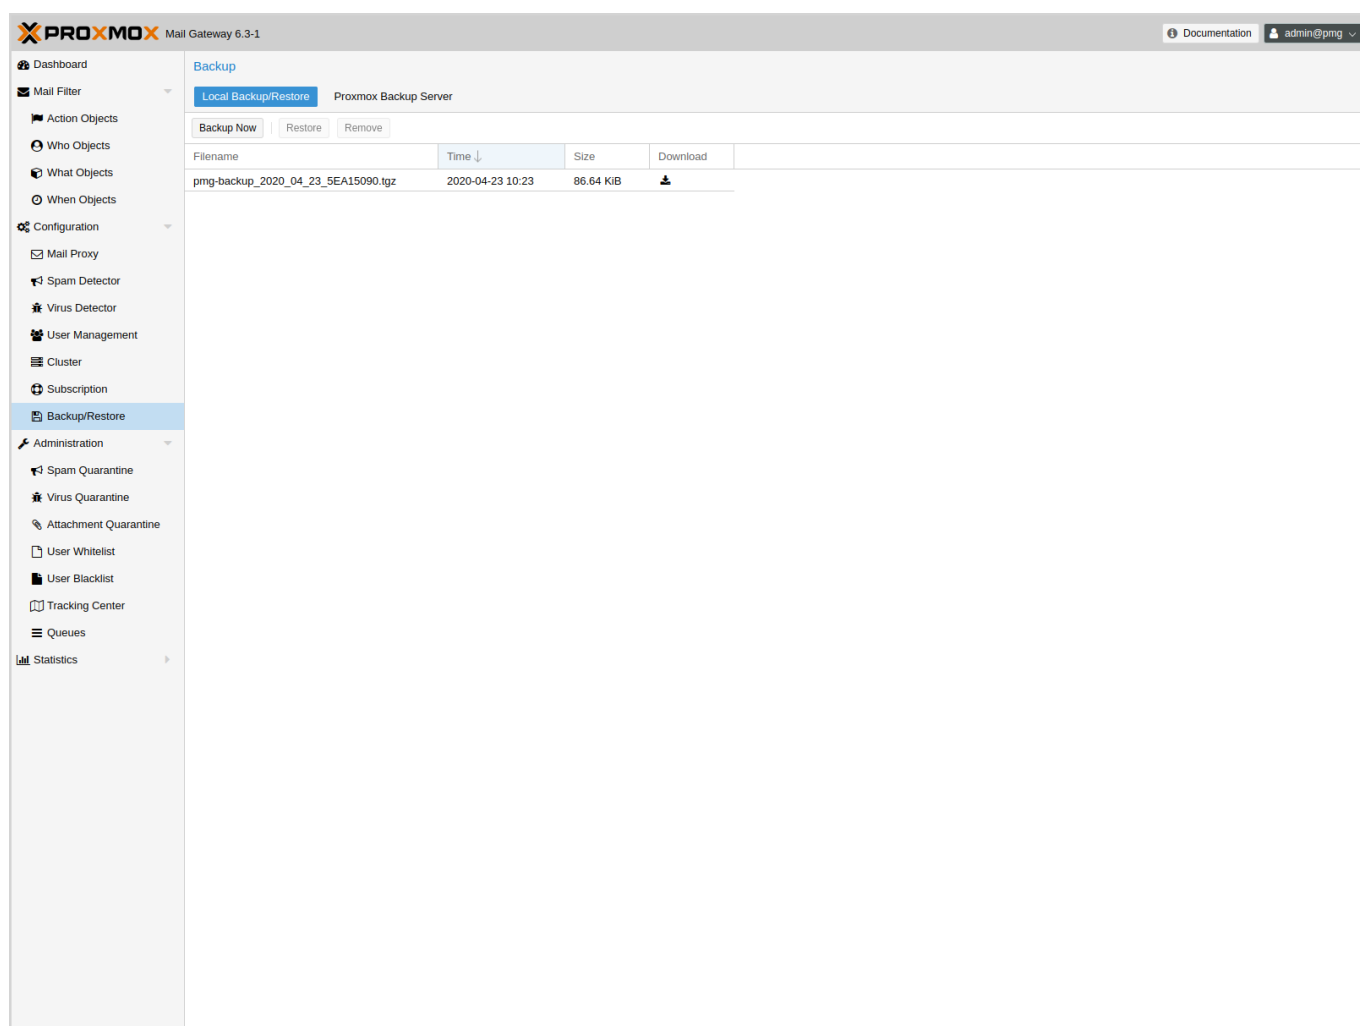 PROXMOX Mail Gateway 6.3-1 Documentation admin@pmg
Dashboard
Mail Filter
Action Objects
Who Objects
What Objects
When Objects
Configuration
Mail Proxy
Spam Detector
Virus Detector
User Management
Cluster
Subscription
Backup/Restore
Administration
Spam Quarantine
Virus Quarantine
Attachment Quarantine
User Whitelist
User Blacklist
Tracking Center
Queues
Statistics
Backup
Local Backup/Restore Proxmox Backup Server
Backup Now Restore Remove
Filename Time Size Download
pmg-backup_2020_04_23_5EA15090.tgz 2020-04-23 10:23 86.64 KiB